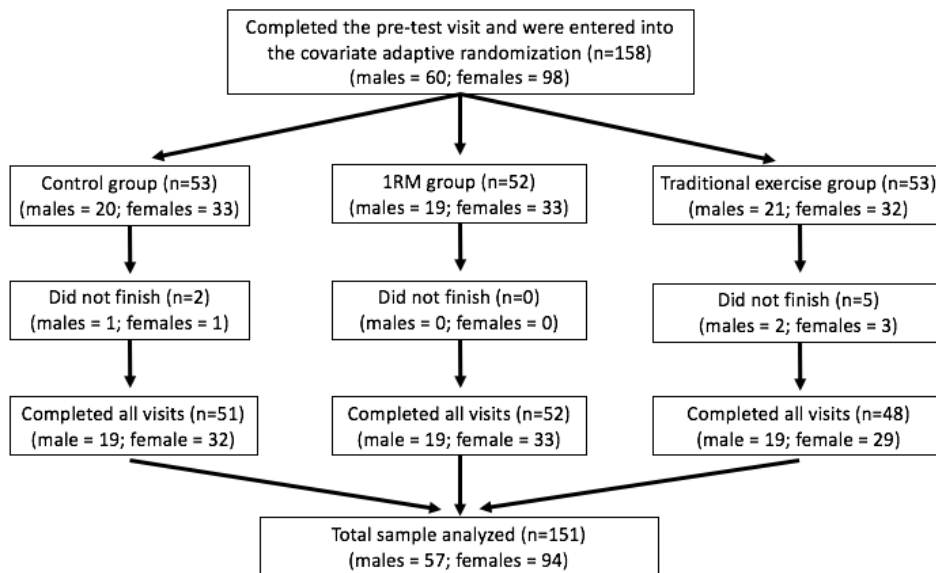 Completed the pre-test visit and were entered into
the covariate adaptive randomization (n=158)
(males = 60; females = 98)
Control group (n=53)
(males = 20; females = 33)
1RM group (n=52)
(males = 19; females = 33)
Traditional exercise group (n=53)
(males = 21; females = 32)
Did not finish (n=2)
(males = 1; females = 1)
Did not finish (n=0)
(males = 0; females = 0)
Did not finish (n=5)
(males = 2; females = 3)
Completed all visits (n=51)
(male = 19; female = 32)
Completed all visits (n=52)
(male = 19; female = 33)
Completed all visits (n=48)
(male = 19; female = 29)
Total sample analyzed (n=151)
(males = 57; females = 94)